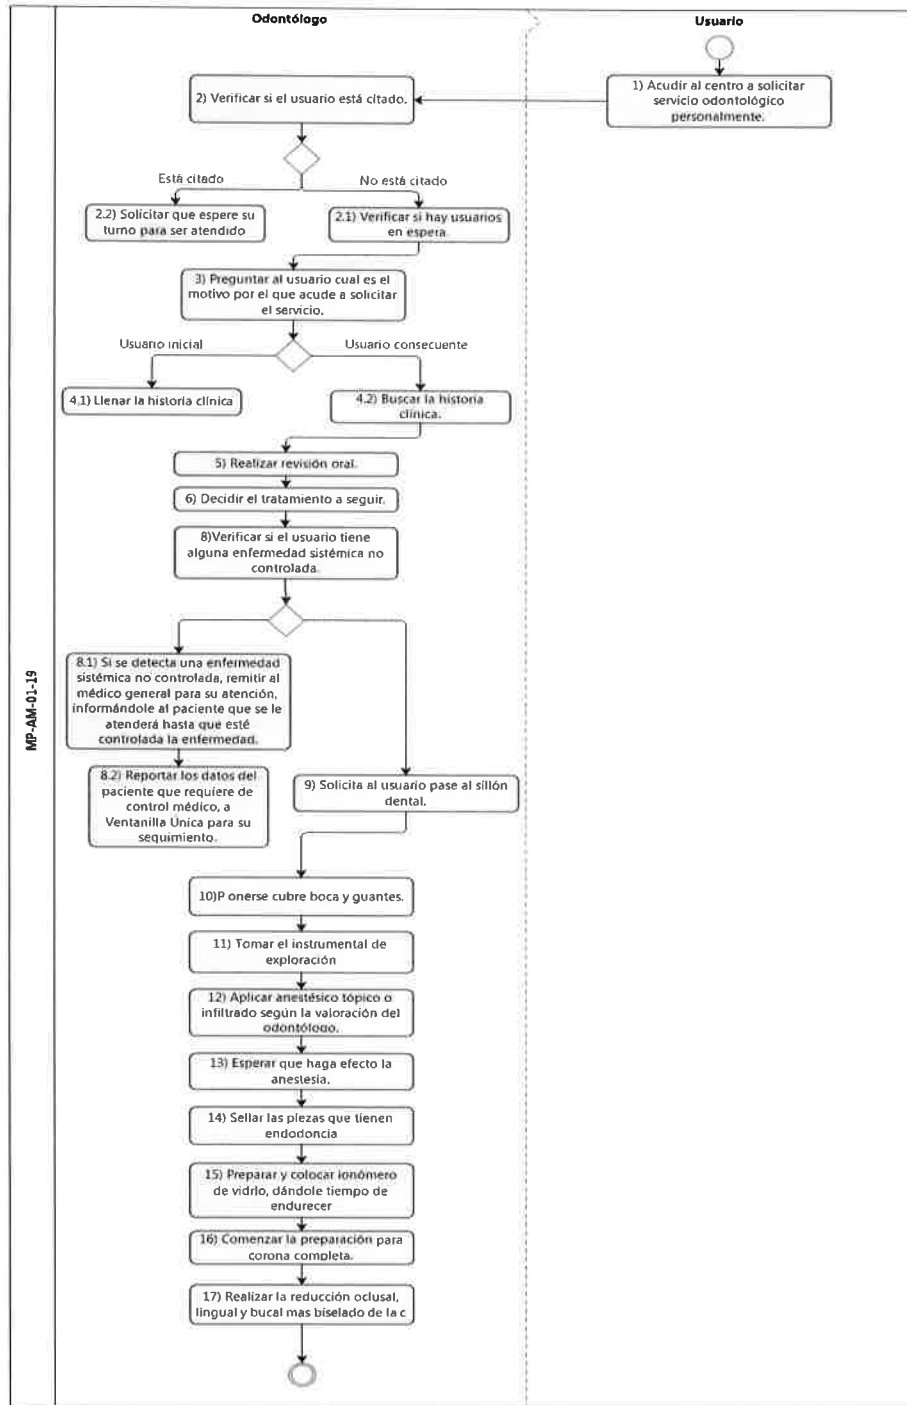 Odontólogo
Usuario
1) Acudir al centro a solicitar
servicio odontológico
personalmente.
2) Verificar si el usuario está citado.
Está citado
No está citado
2.2) Solicitar que espere su
turno para ser atendido
2.1) Verificar si hay usuarios
en espera.
3) Preguntar al usuario cual es el
motivo por el que acude a solicitar
el servicio.
Usuario inicial
Usuario consecuente
4.1) Llenar la historia clínica
4.2) Buscar la historia
clínica.
5) Realizar revisión oral.
6) Decidir el tratamiento a seguir.
8)Verificar si el usuario tiene
alguna enfermedad sistémica no
controlada.
8.1) Si se detecta una enfermedad
sistémica no controlada, remitir al
médico general para su atención,
informándole al paciente que se le
atenderá hasta que esté
controlada la enfermedad.
8.2) Reportar los datos del
paciente que requiere de
control médico, a
Ventanilla Única para su
seguimiento.
9) Solicita al usuario pase al sillón
dental.
10)P onerse cubre boca y guantes.
11) Tomar el instrumental de
exploración
12) Aplicar anestésico tópico o
infiltrado según la valoración del
odontólogo.
13) Esperar que haga efecto la
anestesia.
14) Sellar las piezas que tienen
endodoncia
15) Preparar y colocar ionómero
de vidrio, dándole tiempo de
endurecer
16) Comenzar la preparación para
corona completa.
17) Realizar la reducción oclusal,
lingual y bucal mas biselado de la c
MP-AM-01-19